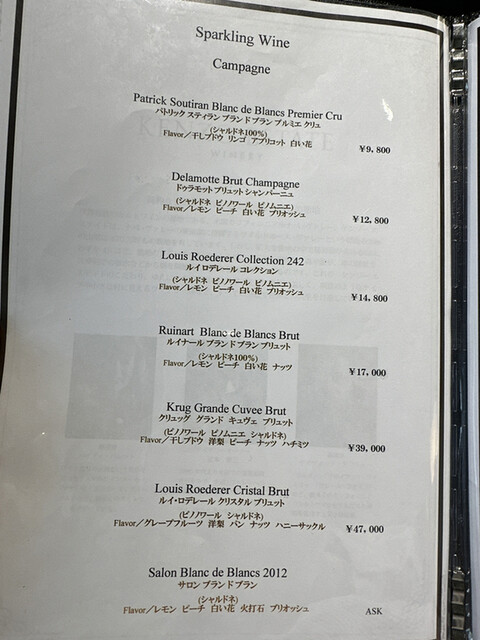 Sparkling Wine
Campagne
Patrick Soutiran Blanc de Blancs Premier Cru
パトリック スティラン ブランド ブラン プルミエ クリュ
(シャルドネ100%)
Flavor/干しブドウ リンゴ アプリコット 白い花
¥9,800
Delamotte Brut Champagne
ドゥラモット ブリュット シャンパーニュ
(シャルドネ ピノノワール ピノムニエ)
Flavor/レモン ピーチ 白い花 ブリオッシュ
¥12,800
Louis Roederer Collection 242
ルイ ロデレール コレクション
(シャルドネ ピノノワール ピノムニエ)
Flavor/レモン ピーチ 白い花 ブリオッシュ
¥14,800
Ruinart Blanc de Blancs Brut
ルイナール ブランド ブラン ブリュット
(シャルドネ100%)
Flavor/レモン ピーチ 白い花 ナッツ
¥17,000
Krug Grande Cuvee Brut
クリュッグ グランド キュヴェ ブリュット
(ピノノワール ピノムニエ シャルドネ)
Flavor/干しブドウ 洋梨 ピーチ ナッツ ハチミツ
¥39,000
Louis Roederer Cristal Brut
ルイ・ロデレール クリスタル ブリュット
(ピノノワール シャルドネ)
Flavor/グレープフルーツ 洋梨 パン ナッツ ハニーサックル
¥47,000
Salon Blanc de Blancs 2012
サロン ブランド ブラン
(シャルドネ)
Flavor/レモン ピーチ 白い花 火打石 ブリオッシュ
ASK